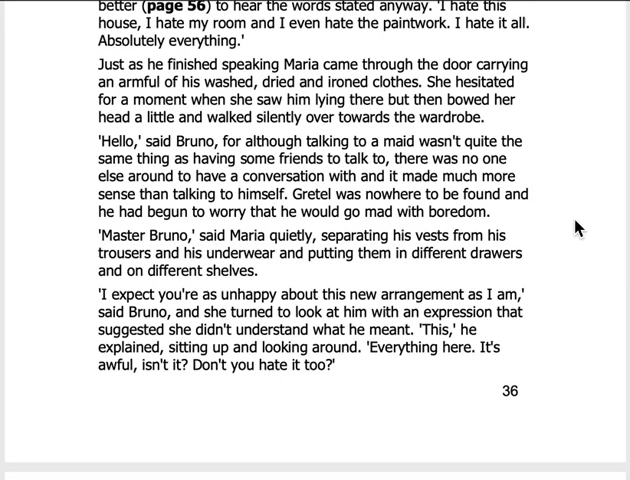 better (page 56) to hear the words stated anyway. 'I hate this
house, I hate my room and I even hate the paintwork. I hate it all.
Absolutely everything.'
Just as he finished speaking Maria came through the door carrying
an armful of his washed, dried and ironed clothes. She hesitated
for a moment when she saw him lying there but then bowed her
head a little and walked silently over towards the wardrobe.
'Hello,' said Bruno, for although talking to a maid wasn't quite the
same thing as having some friends to talk to, there was no one
else around to have a conversation with and it made much more
sense than talking to himself. Gretel was nowhere to be found and
he had begun to worry that he would go mad with boredom.
'Master Bruno,' said Maria quietly, separating his vests from his
trousers and his underwear and putting them in different drawers
and on different shelves.
'I expect you're as unhappy about this new arrangement as I am,'
said Bruno, and she turned to look at him with an expression that
suggested she didn't understand what he meant. 'This,' he
explained, sitting up and looking around. 'Everything here. It's
awful, isn't it? Don't you hate it too?'
36